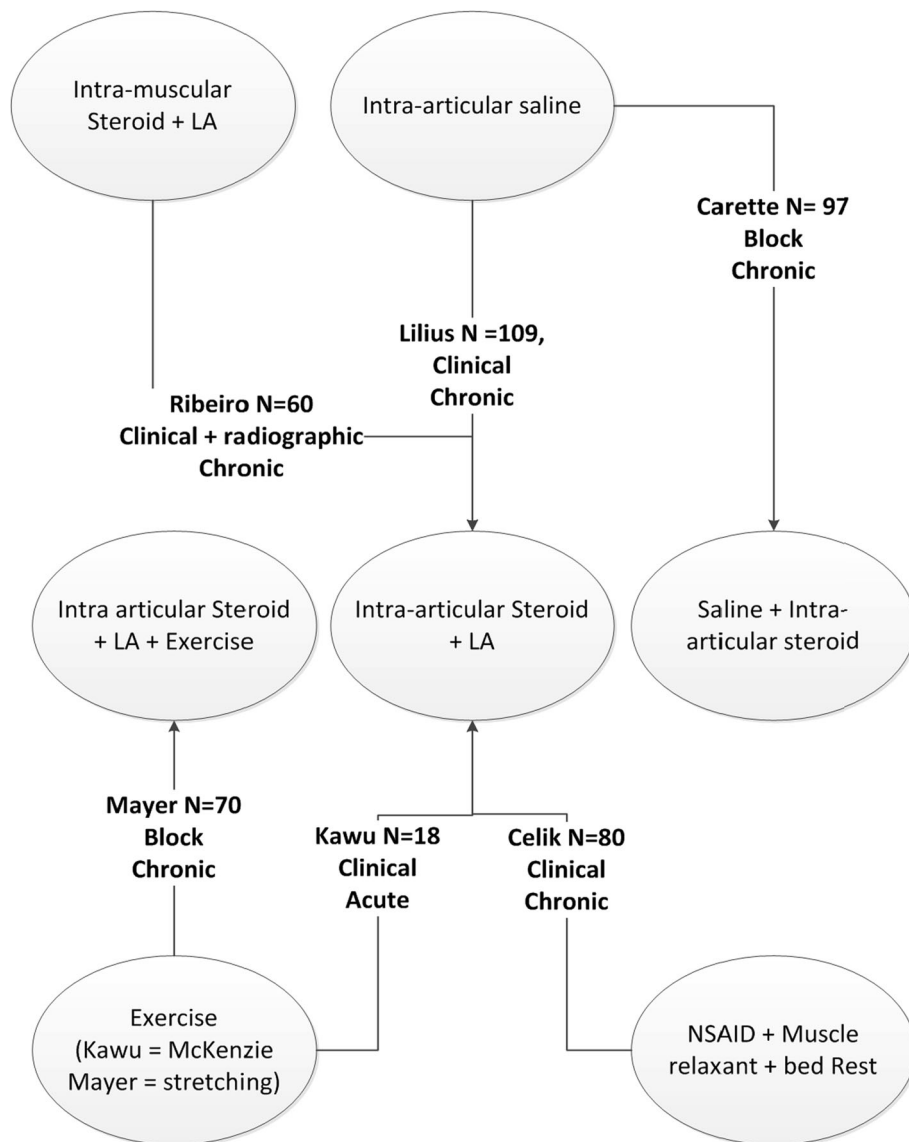 Intra-muscular
Steroid + LA
Intra-articular saline
Carette N= 97
Block
Chronic
Lilius N =109,
Clinical
Chronic
Ribeiro N=60
Clinical + radiographic
Chronic
Intra articular Steroid
+ LA + Exercise
Intra-articular Steroid
+ LA
Saline + Intra-
articular steroid
Mayer N=70
Block
Chronic
Kawu N=18
Clinical
Acute
Celik N=80
Clinical
Chronic
Exercise
(Kawu = McKenzie
Mayer = stretching)
NSAID + Muscle
relaxant + bed Rest